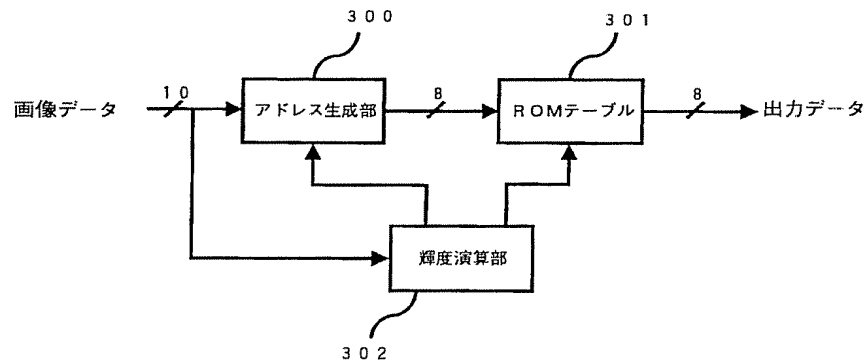 ３００
３０１
画像データ
１０
アドレス生成部
８
ＲＯＭテーブル
８
出力データ
輝度演算部
３０２